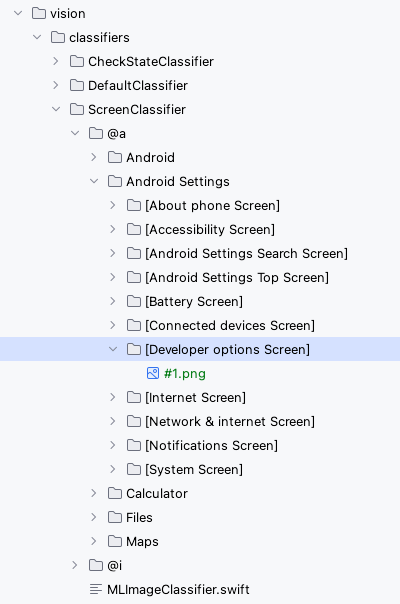 vision
classifiers
CheckStateClassifier
DefaultClassifier
ScreenClassifier
@a
Android
Android Settings
[About phone Screen]
[Accessibility Screen]
[Android Settings Search Screen]
[Android Settings Top Screen]
[Battery Screen]
[Connected devices Screen]
[Developer options Screen]
#1.png
[Internet Screen]
[Network & internet Screen]
[Notifications Screen]
[System Screen]
Calculator
Files
Maps
@i
MLImageClassifier.swift